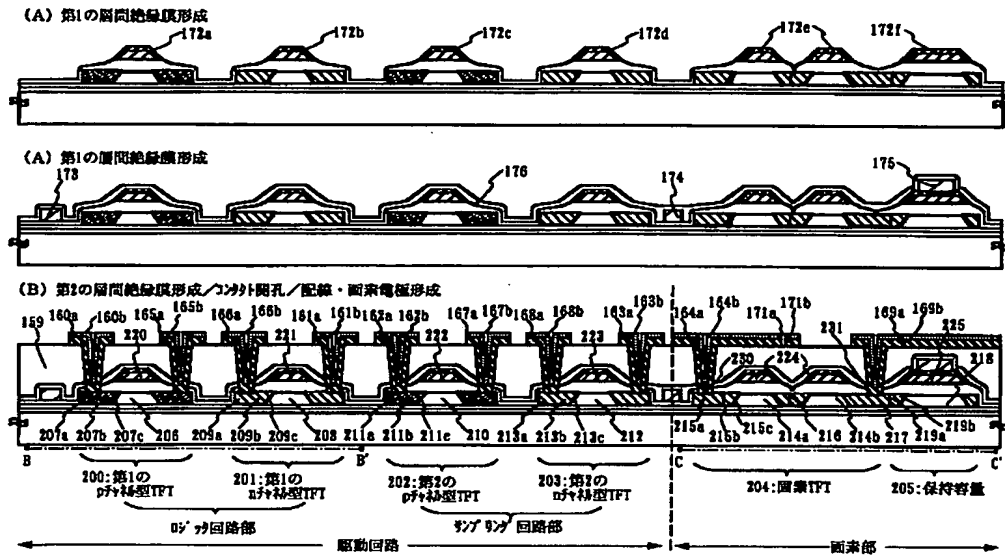 (A) 第1の層間絶縁膜形成
172a 172b 172c 172d 172e 172f
(A) 第1の層間絶縁膜形成
173 176 174 175
(B) 第2の層間絶縁膜形成/コンタクト開孔/配線・画素電極形成
160a 160b 165a 165b 166a 166b 161a 161b 162a 162b 167a 167b 168a 168b 163a 163b 164a 164b 171a 171b 169a 169b
159 220 221 222 223 230 224 231 225 218
207a 207b 207c 206 209a 209b 209c 208 211a 211b 211c 210 213a 213b 213c 212 215a 215b 215c 214a 216 214b 217 219a 219b
B B' C C'
200:第1の pチャネル型TFT
201:第1の nチャネル型TFT
202:第2の pチャネル型TFT
203:第2の nチャネル型TFT
204:画素TFT
205:保持容量
ロジック回路部
サンプリング回路部
駆動回路
画素部